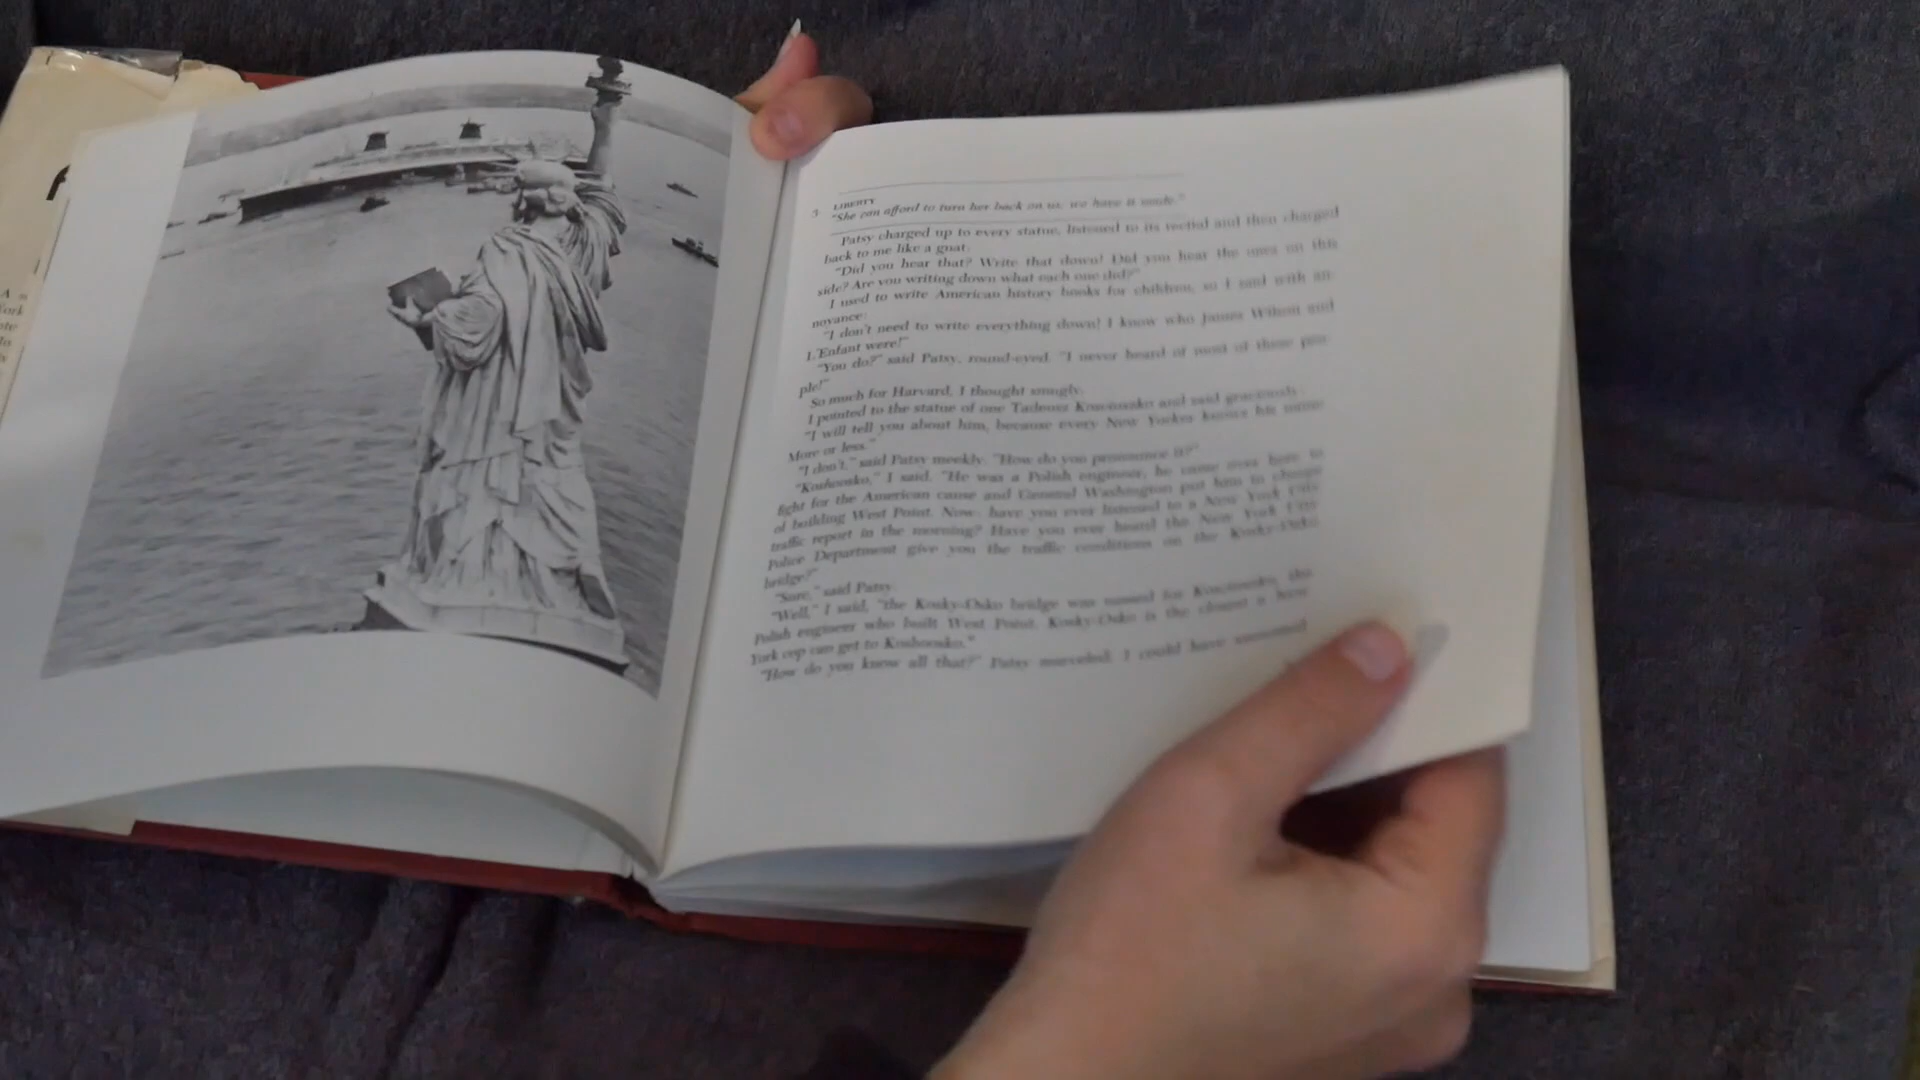 A
ork
3 LIBERTY
"She can afford to turn her back on us, we have it made."
Patsy charged up to every statue, listened to its recital and then charged
back to me like a gnat.
"Did you hear that? Write that down! Did you hear the ones on this
side? Are you writing down what each one did?"
I used to write American history books for children, so I said with an-
noyance:
"I don't need to write everything down! I know who James Wilson and
L'Enfant were!"
"You do?" said Patsy, round-eyed. "I never heard of most of these peo-
ple!"
So much for Harvard, I thought smugly.
I pointed to the statue of one Tadeusz Kosciuszko and said graciously:
"I will tell you about him, because every New Yorker knows his name
More or less."
"I don't," said Patsy meekly. "How do you pronounce it?"
"Koshoosko," I said. "He was a Polish engineer, he came over here to
fight for the American cause and General Washington put him in charge
of building West Point. Now, have you ever listened to a New York City
traffic report in the morning? Have you ever heard the New York City
Police Department give you the traffic conditions on the Kosky-Osko
bridge?"
"Sure," said Patsy.
"Well," I said, "the Kosky-Osko bridge was named for Kosciuszko, the
Polish engineer who built West Point. Kosky-Osko is the closest a New
York cop can get to Koshoosko."
"How do you know all that?" Patsy marveled. I could have